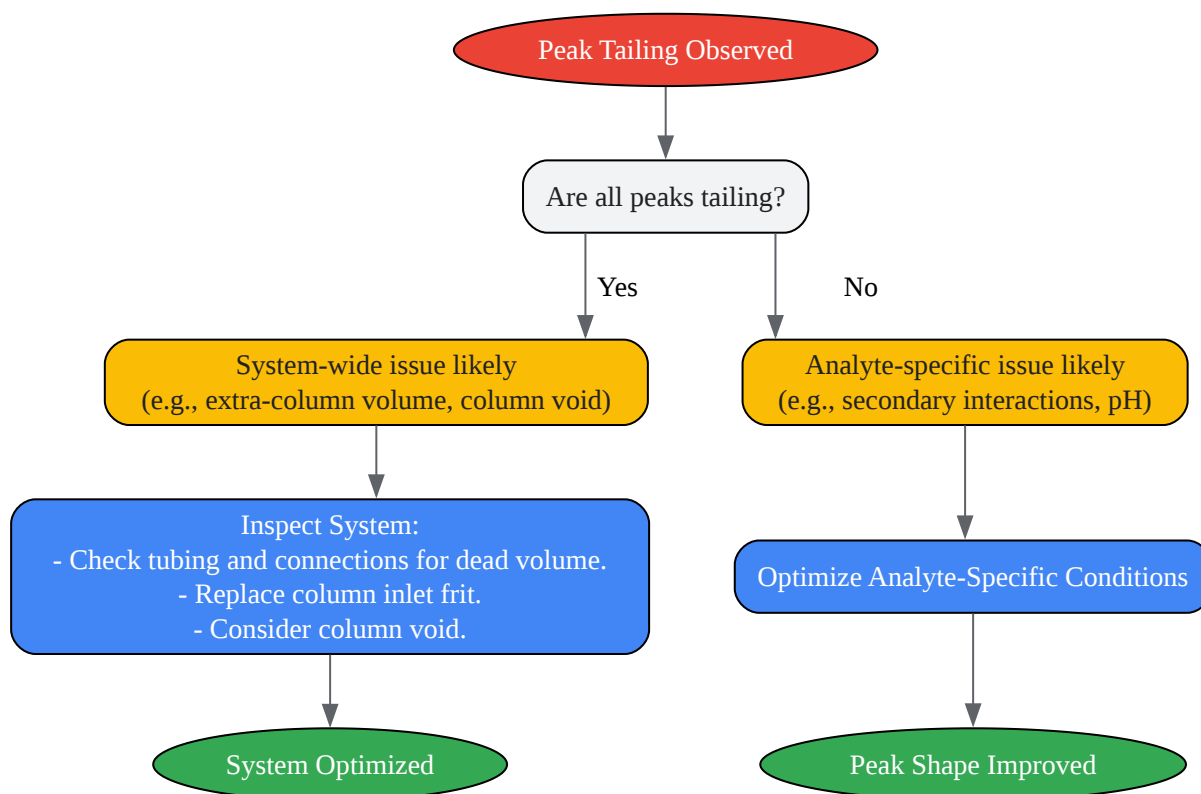 Peak Tailing Observed
Are all peaks tailing?
Yes
No
System-wide issue likely
(e.g., extra-column volume, column void)
Analyte-specific issue likely
(e.g., secondary interactions, pH)
Inspect System:
- Check tubing and connections for dead volume.
- Replace column inlet frit.
- Consider column void.
Optimize Analyte-Specific Conditions
System Optimized
Peak Shape Improved